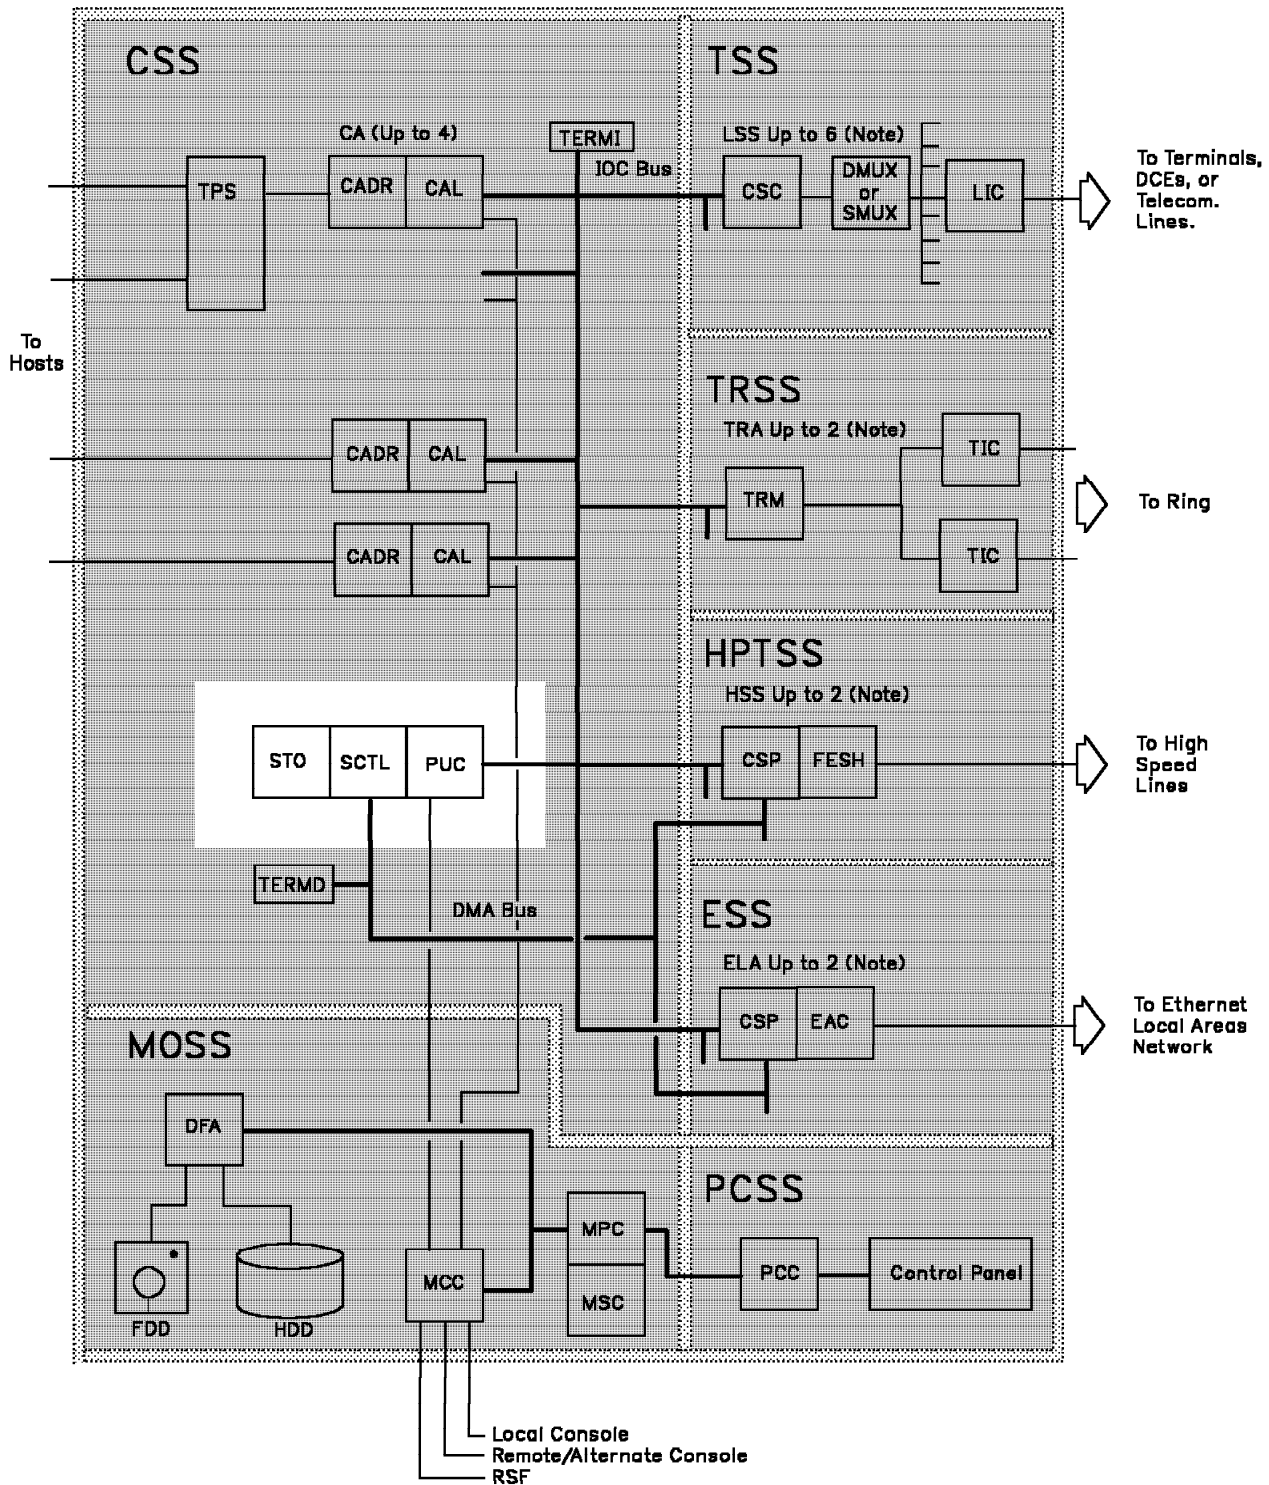 CSS
TSS
CA (Up to 4)
TERMI
LSS Up to 6 (Note)
IOC Bus
TPS
CADR
CAL
CSC
DMUX
or
SMUX
LIC
To Terminals,
DCEs, or
Telecom.
Lines.
To
Hosts
TRSS
TRA Up to 2 (Note)
CADR
CAL
TIC
TRM
To Ring
CADR
CAL
TIC
HPTSS
HSS Up to 2 (Note)
STO
SCTL
PUC
CSP
FESH
To High
Speed
Lines
TERMD
DMA Bus
ESS
ELA Up to 2 (Note)
CSP
EAC
To Ethernet
Local Areas
Network
MOSS
DFA
PCSS
MPC
MCC
MSC
PCC
Control Panel
FDD
HDD
Local Console
Remote/Alternate Console
RSF